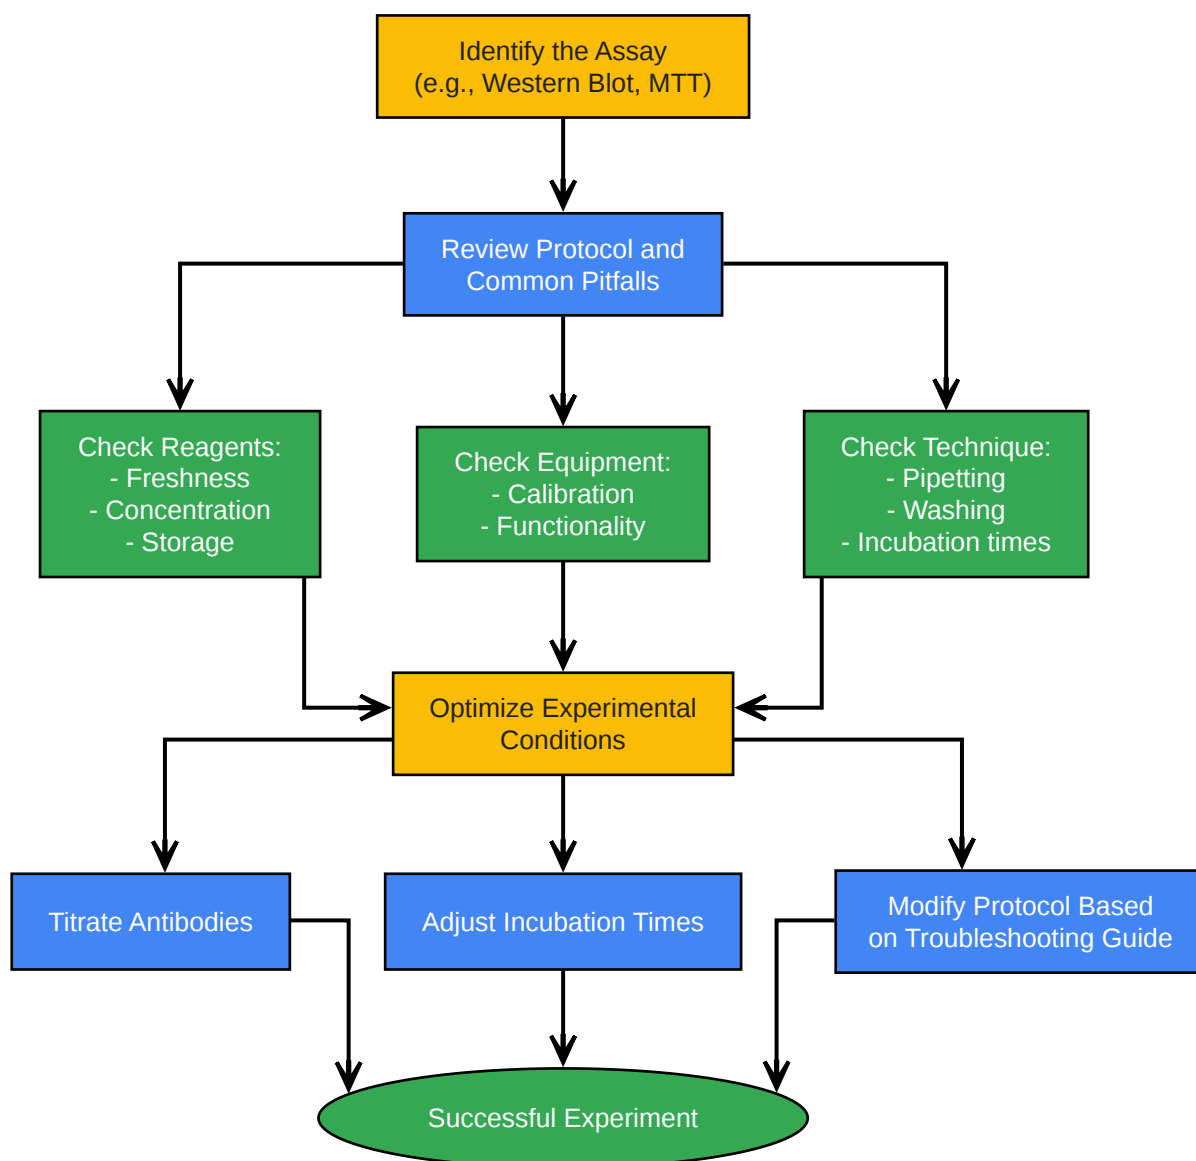 Identify the Assay
(e.g., Western Blot, MTT)
Review Protocol and
Common Pitfalls
Check Reagents:
- Freshness
- Concentration
- Storage
Check Equipment:
- Calibration
- Functionality
Check Technique:
- Pipetting
- Washing
- Incubation times
Optimize Experimental
Conditions
Titrate Antibodies
Adjust Incubation Times
Modify Protocol Based
on Troubleshooting Guide
Successful Experiment